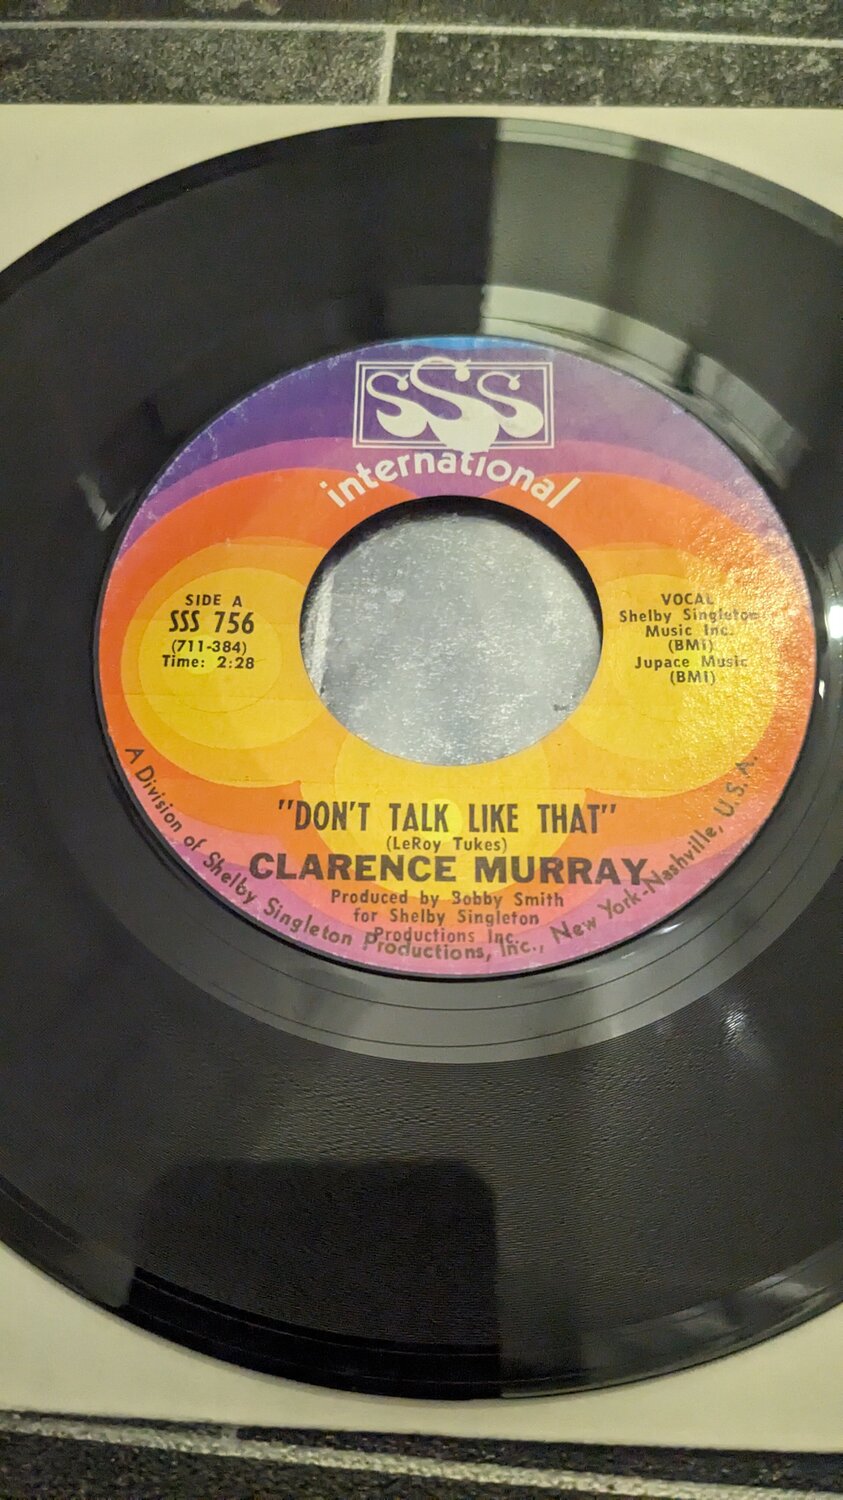 SSS
international
SIDE A
SSS 756
(711-384)
Time: 2:28
VOCAL
Shelby Singleton
Music Inc.
(BMI)
Jupace Music
(BMI)
"DON'T TALK LIKE THAT"
(LeRoy Tukes)
CLARENCE MURRAY
Produced by Bobby Smith
for Shelby Singleton
Productions Inc.
A Division of Shelby Singleton Productions, Inc., New York-Nashville, U.S.A.